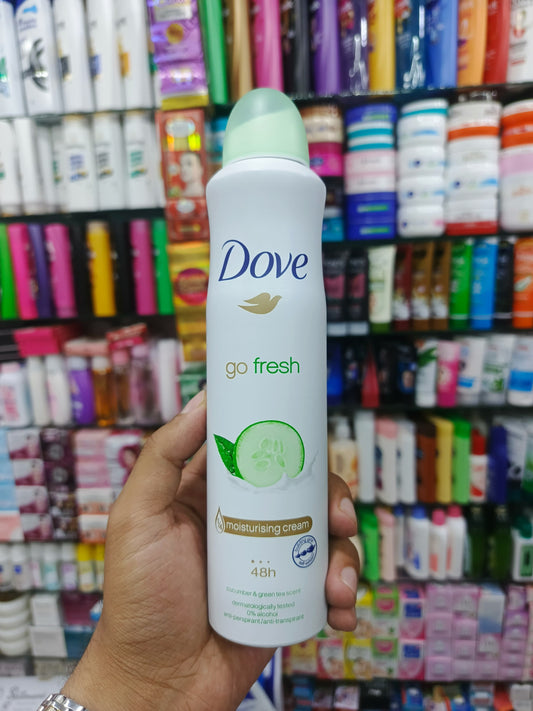 Dove
go fresh
moisturising cream
48h
cucumber & green tea scent
dermatologically tested
0% alcohol
anti-perspirant/anti-transpirant